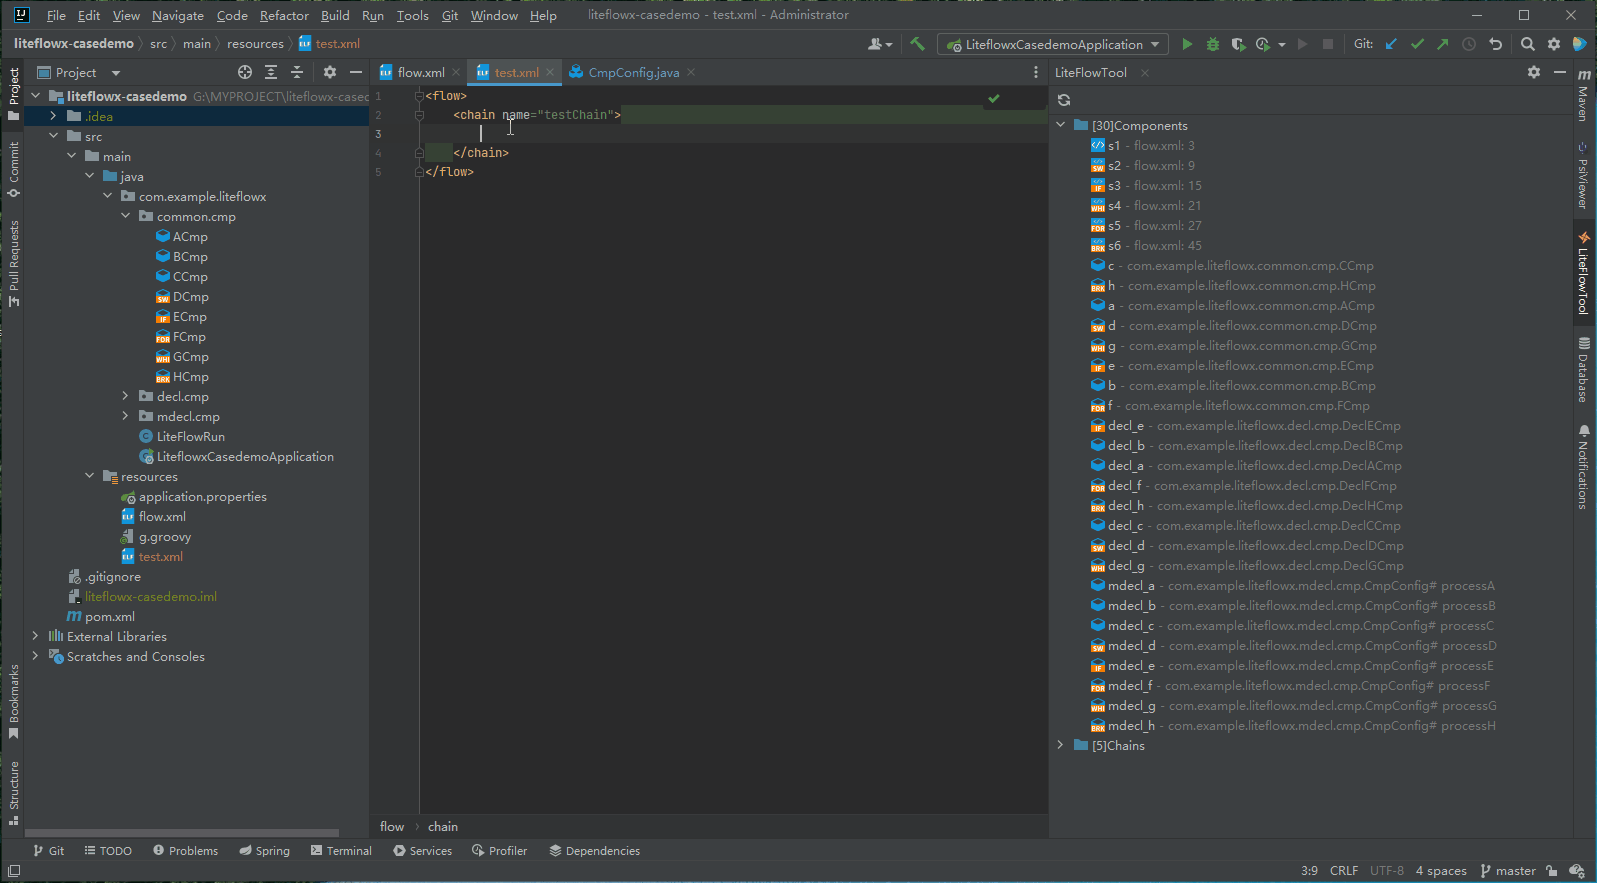 File Edit View Navigate Code Refactor Build Run Tools Git Window Help liteflowx-casedemo - test.xml - Administrator
liteflowx-casedemo src main resources test.xml LiteflowxCasedemoApplication Git:
Project
flow.xml test.xml CmpConfig.java
LiteFlowTool
liteflowx-casedemo G:\MYPROJECT\liteflowx-cased
.idea
src
main
java
com.example.liteflowx
common.cmp
ACmp
BCmp
CCmp
DCmp
ECmp
FCmp
GCmp
HCmp
decl.cmp
mdecl.cmp
LiteFlowRun
LiteflowxCasedemoApplication
resources
application.properties
flow.xml
g.groovy
test.xml
.gitignore
liteflowx-casedemo.iml
pom.xml
External Libraries
Scratches and Consoles
1 <flow>
2 <chain name="testChain">
3
4 </chain>
5 </flow>
flow chain
[30]Components
s1 - flow.xml: 3
s2 - flow.xml: 9
s3 - flow.xml: 15
s4 - flow.xml: 21
s5 - flow.xml: 27
s6 - flow.xml: 45
c - com.example.liteflowx.common.cmp.CCmp
h - com.example.liteflowx.common.cmp.HCmp
a - com.example.liteflowx.common.cmp.ACmp
d - com.example.liteflowx.common.cmp.DCmp
g - com.example.liteflowx.common.cmp.GCmp
e - com.example.liteflowx.common.cmp.ECmp
b - com.example.liteflowx.common.cmp.BCmp
f - com.example.liteflowx.common.cmp.FCmp
decl_e - com.example.liteflowx.decl.cmp.DeclECmp
decl_b - com.example.liteflowx.decl.cmp.DeclBCmp
decl_a - com.example.liteflowx.decl.cmp.DeclACmp
decl_f - com.example.liteflowx.decl.cmp.DeclFCmp
decl_h - com.example.liteflowx.decl.cmp.DeclHCmp
decl_c - com.example.liteflowx.decl.cmp.DeclCCmp
decl_d - com.example.liteflowx.decl.cmp.DeclDCmp
decl_g - com.example.liteflowx.decl.cmp.DeclGCmp
mdecl_a - com.example.liteflowx.mdecl.cmp.CmpConfig# processA
mdecl_b - com.example.liteflowx.mdecl.cmp.CmpConfig# processB
mdecl_c - com.example.liteflowx.mdecl.cmp.CmpConfig# processC
mdecl_d - com.example.liteflowx.mdecl.cmp.CmpConfig# processD
mdecl_e - com.example.liteflowx.mdecl.cmp.CmpConfig# processE
mdecl_f - com.example.liteflowx.mdecl.cmp.CmpConfig# processF
mdecl_g - com.example.liteflowx.mdecl.cmp.CmpConfig# processG
mdecl_h - com.example.liteflowx.mdecl.cmp.CmpConfig# processH
[5]Chains
Project
Commit
Pull Requests
Bookmarks
Structure
Maven
PsiViewer
LiteFlowTool
Database
Notifications
Git TODO Problems Spring Terminal Services Profiler Dependencies
3:9 CRLF UTF-8 4 spaces master